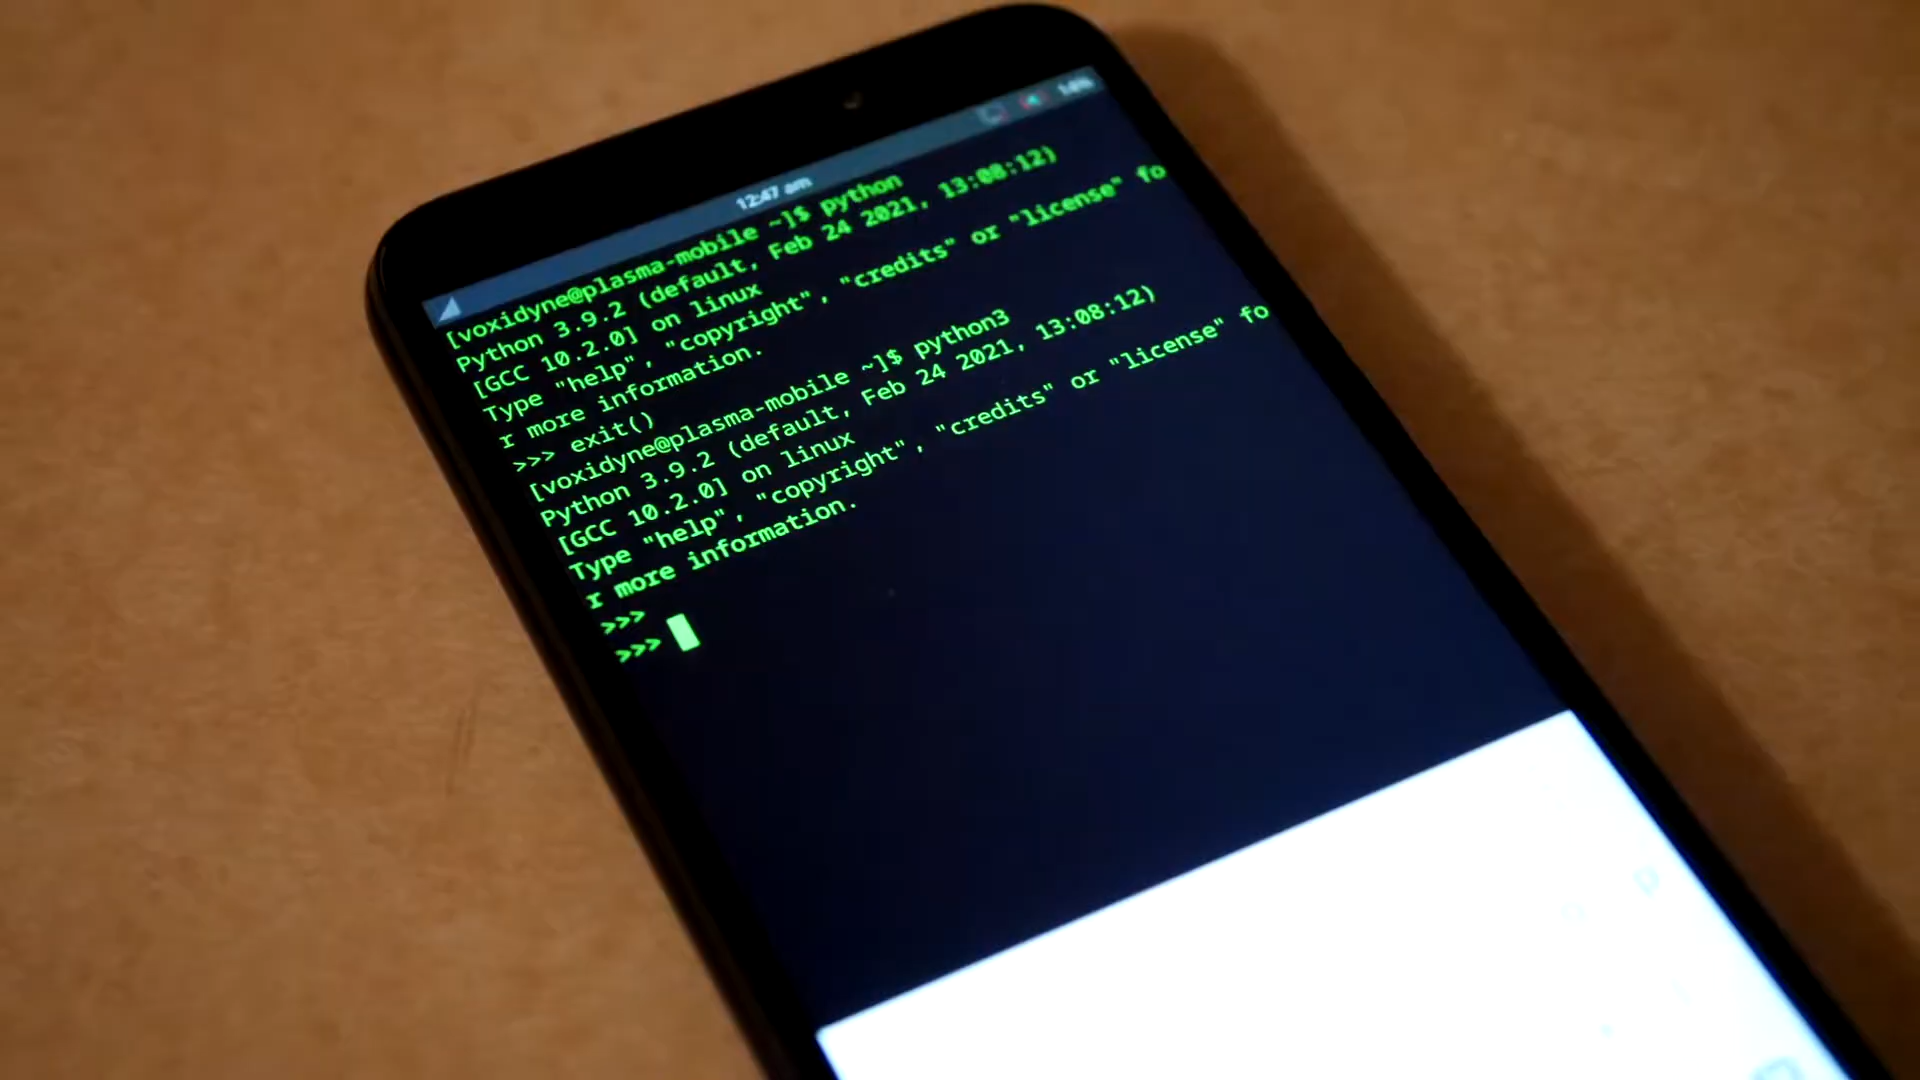 12:47 am
[voxidyne@plasma-mobile ~]$ python
Python 3.9.2 (default, Feb 24 2021, 13:08:12)
[GCC 10.2.0] on linux
Type "help", "copyright", "credits" or "license" fo
r more information.
>>> exit()
[voxidyne@plasma-mobile ~]$ python3
Python 3.9.2 (default, Feb 24 2021, 13:08:12)
[GCC 10.2.0] on linux
Type "help", "copyright", "credits" or "license" fo
r more information.
>>>
>>>